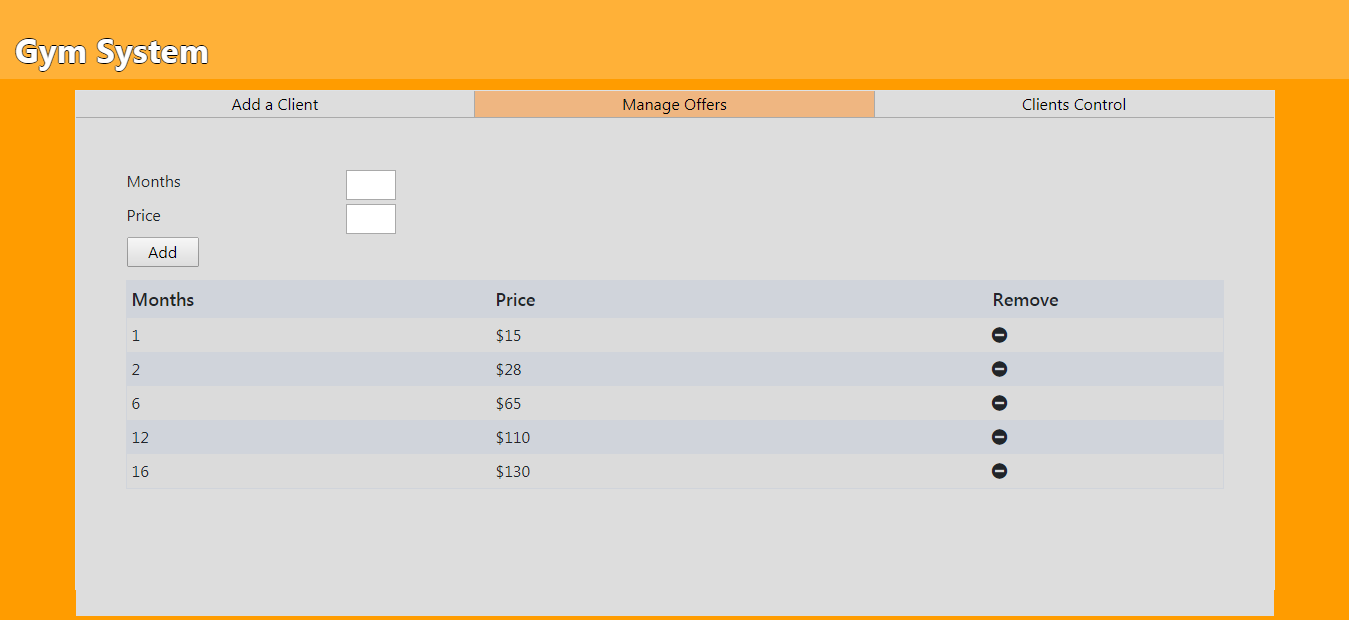 Gym System
Add a Client Manage Offers Clients Control
Months
Price
Add
Months Price Remove
1 $15
2 $28
6 $65
12 $110
16 $130